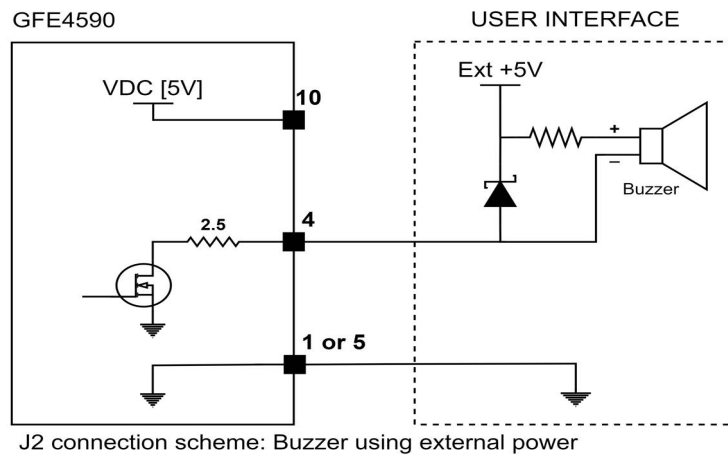 GFE4590
USER INTERFACE
VDC [5V]
10
Ext +5V
+
–
Buzzer
2.5
4
1 or 5
J2 connection scheme: Buzzer using external power